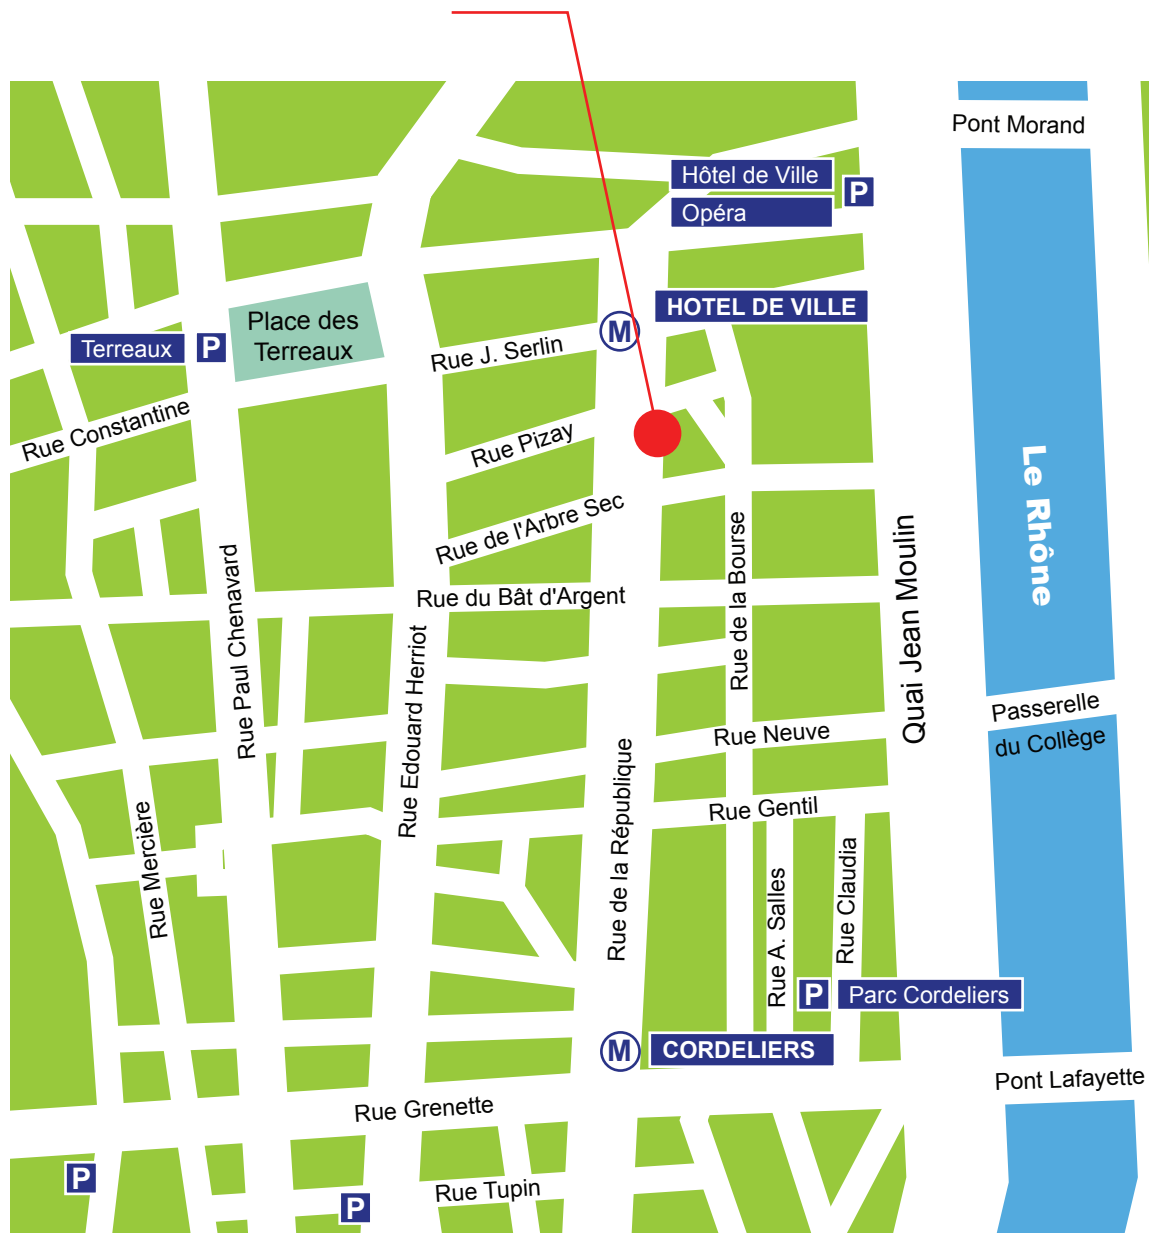 Pont Morand
Hôtel de Ville
P
Opéra
HOTEL DE VILLE
M
Place des
Terreaux
Terreaux
P
Rue J. Serlin
Rue Constantine
Rue Pizay
Le Rhône
Rue de l'Arbre Sec
Rue de la Bourse
Quai Jean Moulin
Rue Paul Chenavard
Rue du Bât d'Argent
Rue Edouard Herriot
Passerelle
du Collège
Rue Neuve
Rue de la République
Rue Gentil
Rue Mercière
Rue A. Salles
Rue Claudia
P
Parc Cordeliers
M
CORDELIERS
Pont Lafayette
Rue Grenette
P
Rue Tupin
P